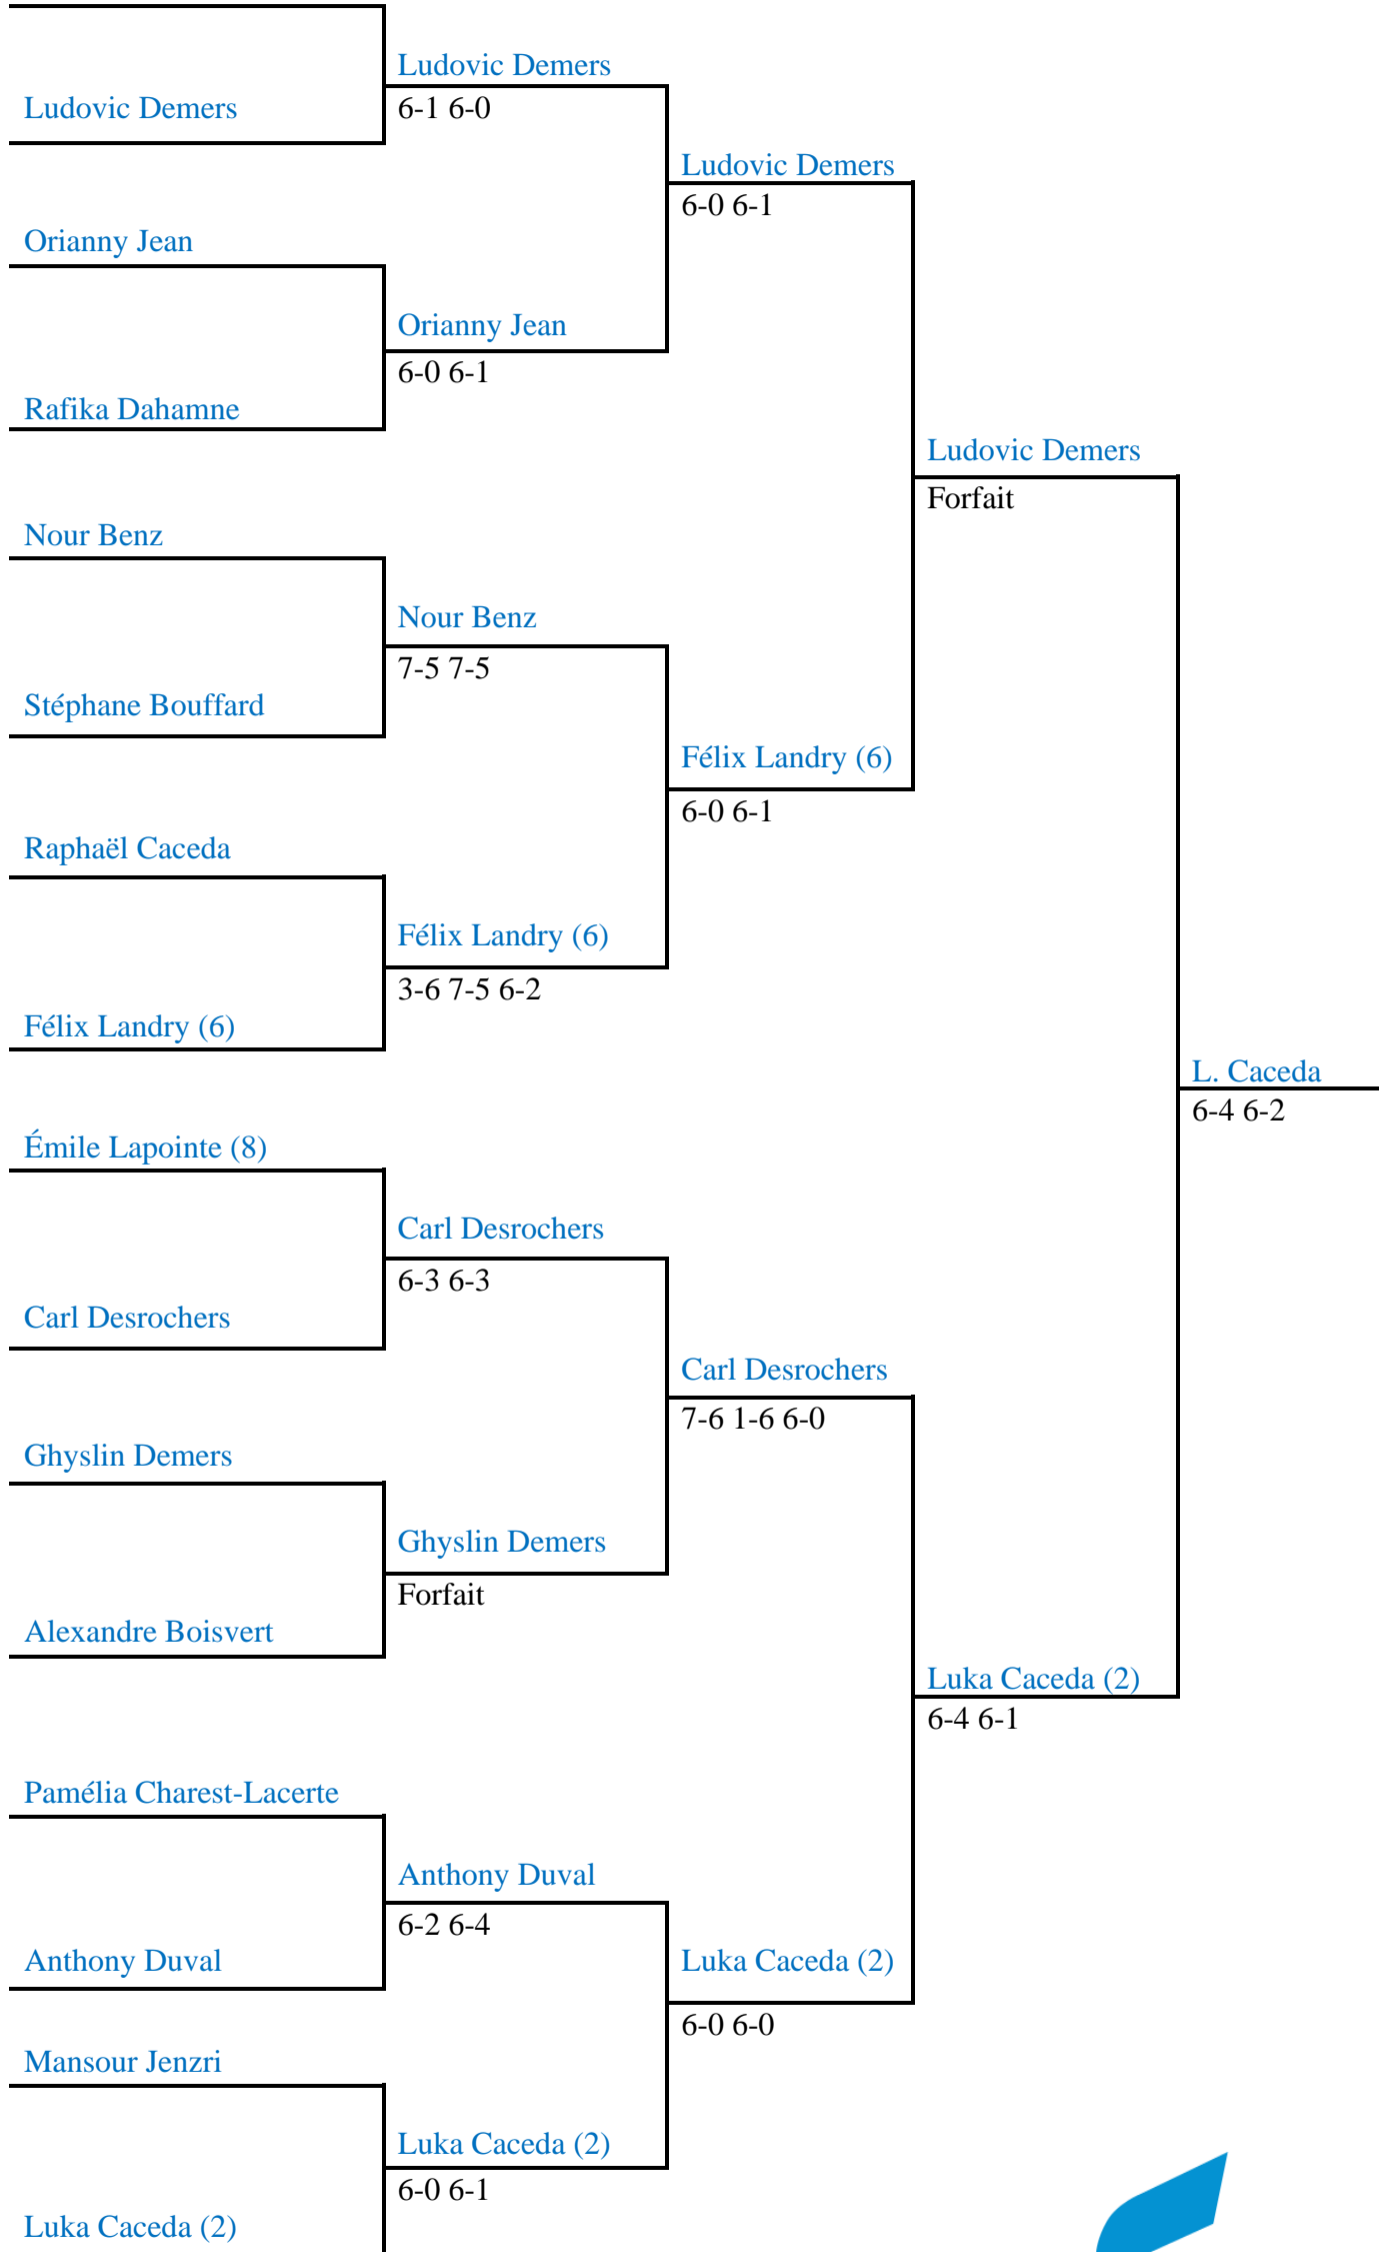 Ludovic Demers
Ludovic Demers
6-1 6-0
Ludovic Demers
6-0 6-1
Orianny Jean
Orianny Jean
6-0 6-1
Rafika Dahamne
Ludovic Demers
Forfait
Nour Benz
Nour Benz
7-5 7-5
Stéphane Bouffard
Félix Landry (6)
6-0 6-1
Raphaël Caceda
Félix Landry (6)
3-6 7-5 6-2
Félix Landry (6)
L. Caceda
6-4 6-2
Émile Lapointe (8)
Carl Desrochers
6-3 6-3
Carl Desrochers
Carl Desrochers
7-6 1-6 6-0
Ghyslin Demers
Ghyslin Demers
Forfait
Alexandre Boisvert
Luka Caceda (2)
6-4 6-1
Pamélia Charest-Lacerte
Anthony Duval
6-2 6-4
Anthony Duval
Luka Caceda (2)
6-0 6-0
Mansour Jenzri
Luka Caceda (2)
6-0 6-1
Luka Caceda (2)